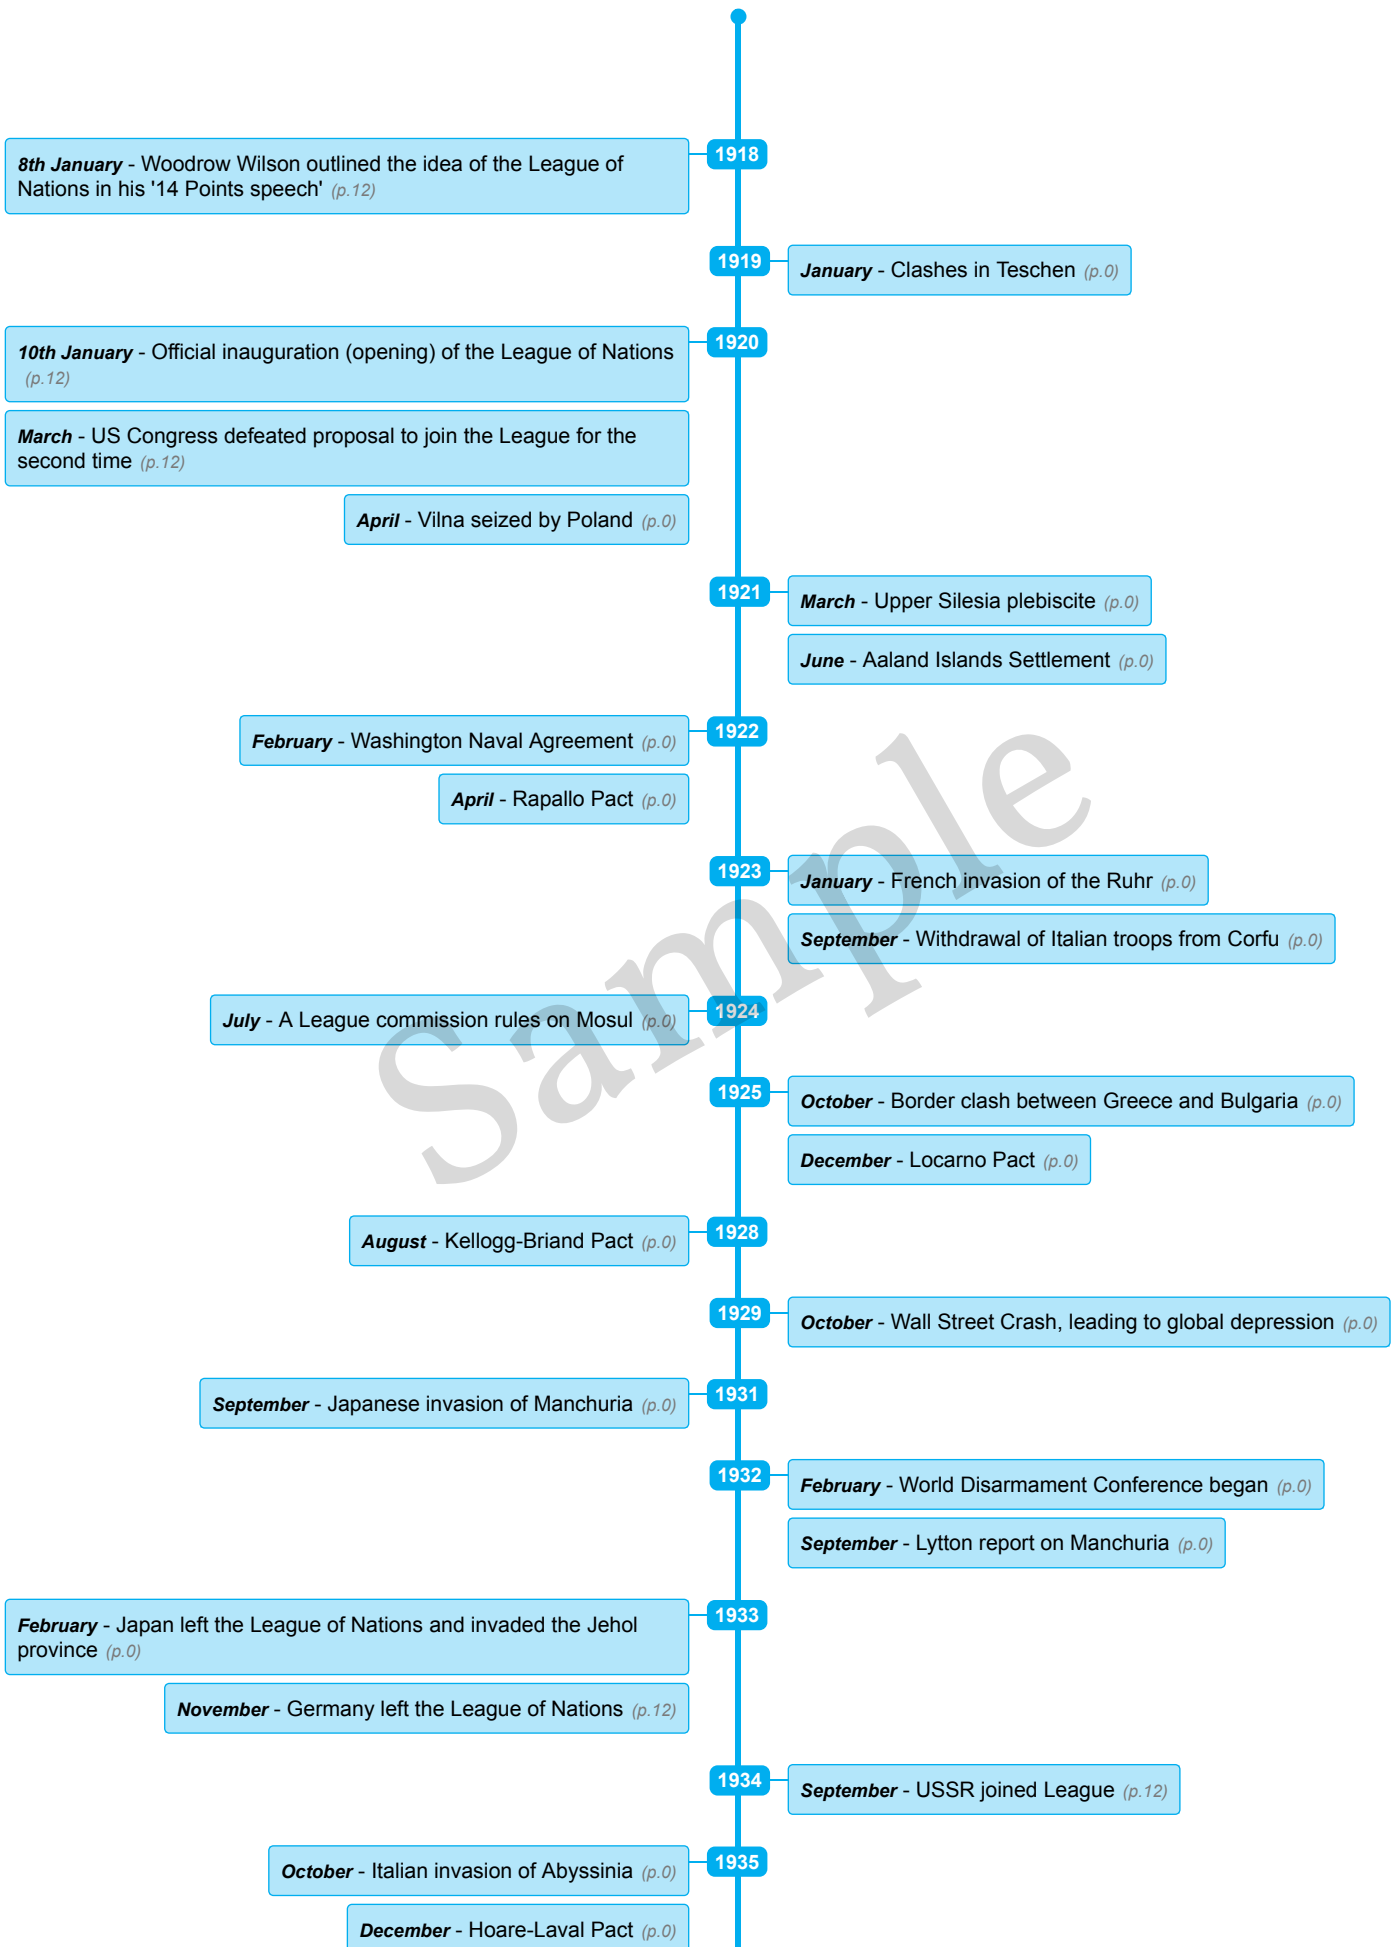 1918
8th January - Woodrow Wilson outlined the idea of the League of
Nations in his '14 Points speech' (p.12)
1919
January - Clashes in Teschen (p.0)
1920
10th January - Official inauguration (opening) of the League of Nations
(p.12)
March - US Congress defeated proposal to join the League for the
second time (p.12)
April - Vilna seized by Poland (p.0)
1921
March - Upper Silesia plebiscite (p.0)
June - Aaland Islands Settlement (p.0)
1922
February - Washington Naval Agreement (p.0)
April - Rapallo Pact (p.0)
1923
January - French invasion of the Ruhr (p.0)
September - Withdrawal of Italian troops from Corfu (p.0)
1924
July - A League commission rules on Mosul (p.0)
1925
October - Border clash between Greece and Bulgaria (p.0)
December - Locarno Pact (p.0)
1928
August - Kellogg-Briand Pact (p.0)
1929
October - Wall Street Crash, leading to global depression (p.0)
1931
September - Japanese invasion of Manchuria (p.0)
1932
February - World Disarmament Conference began (p.0)
September - Lytton report on Manchuria (p.0)
1933
February - Japan left the League of Nations and invaded the Jehol
province (p.0)
November - Germany left the League of Nations (p.12)
1934
September - USSR joined League (p.12)
1935
October - Italian invasion of Abyssinia (p.0)
December - Hoare-Laval Pact (p.0)
Sample